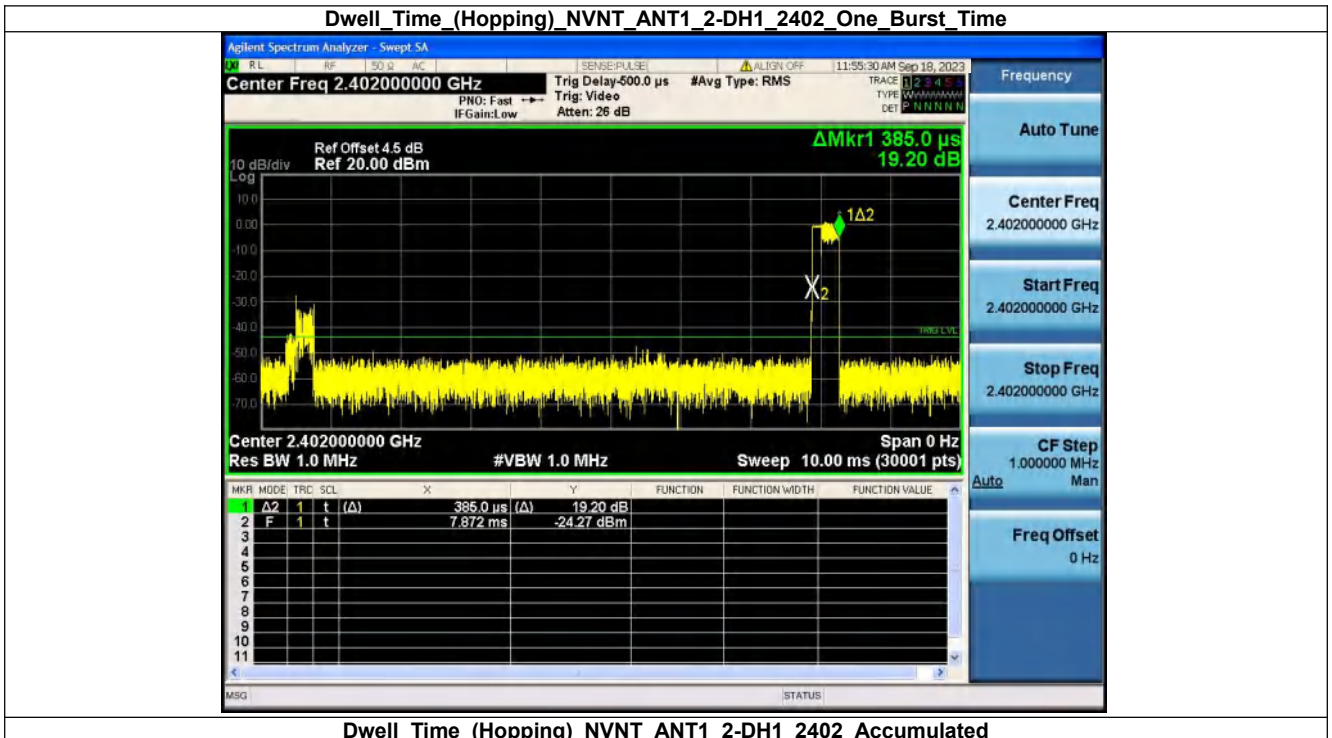 Dwell_Time_(Hopping)_NVNT_ANT1_2-DH1_2402_One_Burst_Time
Agilent Spectrum Analyzer - Swept SA
RL RF 50 Ω AC SENSE:PULSE ALIGN OFF 11:55:30 AM Sep 18, 2023
Center Freq 2.402000000 GHz
PNO: Fast
IFGain:Low
Trig Delay-500.0 µs
Trig: Video
Atten: 26 dB
#Avg Type: RMS
TRACE 1 2 3 4 5 6
TYPE
DET P N N N N N
ΔMkr1 385.0 µs
19.20 dB
Ref Offset 4.5 dB
10 dB/div Ref 20.00 dBm
Log
10.0
0.00
-10.0
-20.0
-30.0
-40.0
-50.0
-60.0
-70.0
1Δ2
2
TRIG LVL
Center 2.402000000 GHz Span 0 Hz
Res BW 1.0 MHz #VBW 1.0 MHz Sweep 10.00 ms (30001 pts)
MKR MODE TRC SCL X Y FUNCTION FUNCTION WIDTH FUNCTION VALUE
1 Δ2 1 t (Δ) 385.0 µs (Δ) 19.20 dB
2 F 1 t 7.872 ms -24.27 dBm
3
4
5
6
7
8
9
10
11
MSG STATUS
Frequency
Auto Tune
Center Freq
2.402000000 GHz
Start Freq
2.402000000 GHz
Stop Freq
2.402000000 GHz
CF Step
1.000000 MHz
Auto Man
Freq Offset
0 Hz
Dwell_Time_(Hopping)_NVNT_ANT1_2-DH1_2402_Accumulated